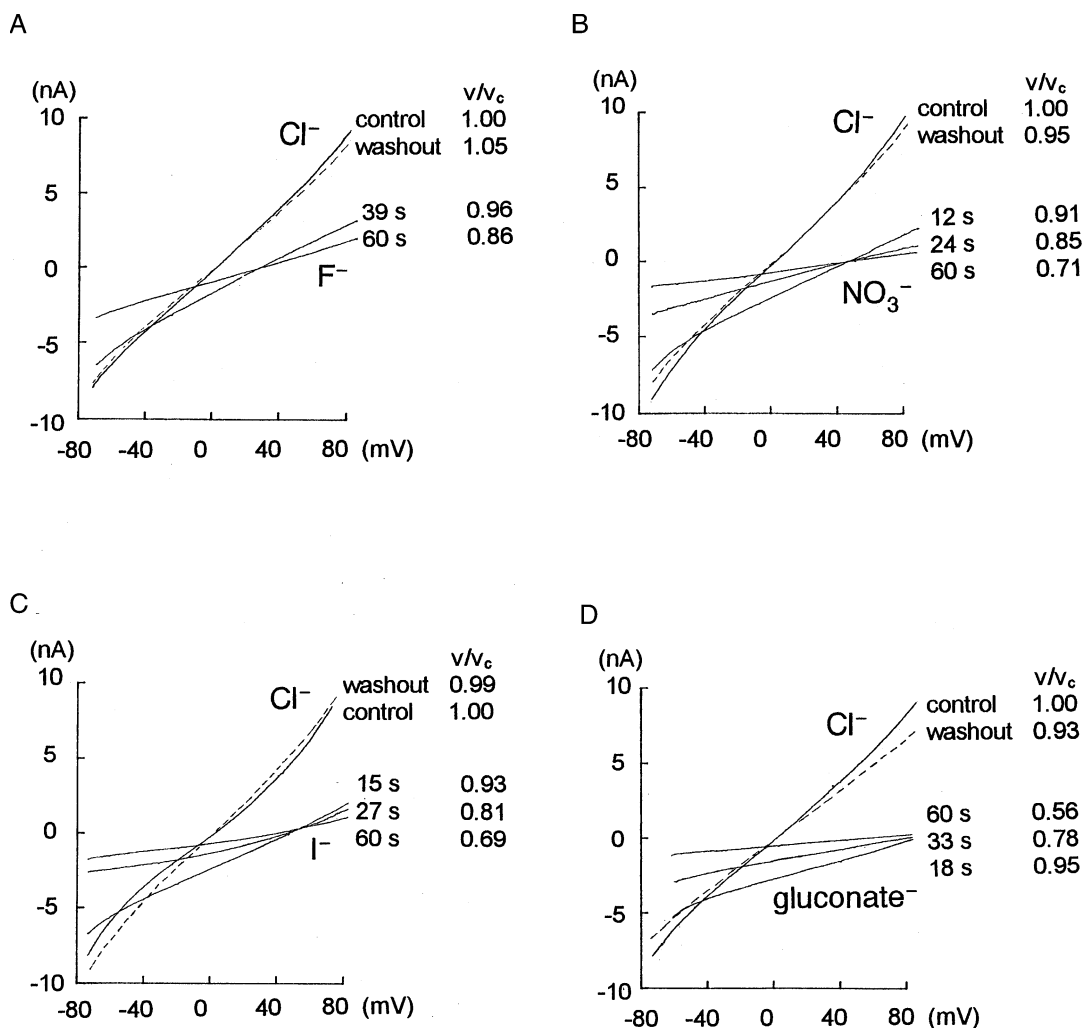 A
(nA)
v/vc
10
Cl⁻
control 1.00
washout 1.05
5
39 s 0.96
60 s 0.86
0
F⁻
-5
-10
-80 -40 0 40 80 (mV)
B
(nA)
v/vc
10
Cl⁻
control 1.00
washout 0.95
5
12 s 0.91
24 s 0.85
60 s 0.71
0
NO3⁻
-5
-10
-80 -40 0 40 80 (mV)
C
(nA)
v/vc
10
Cl⁻
washout 0.99
control 1.00
5
15 s 0.93
27 s 0.81
60 s 0.69
0
I⁻
-5
-10
-80 -40 0 40 80 (mV)
D
(nA)
v/vc
10
Cl⁻
control 1.00
washout 0.93
5
60 s 0.56
33 s 0.78
18 s 0.95
0
gluconate⁻
-5
-10
-80 -40 0 40 80 (mV)